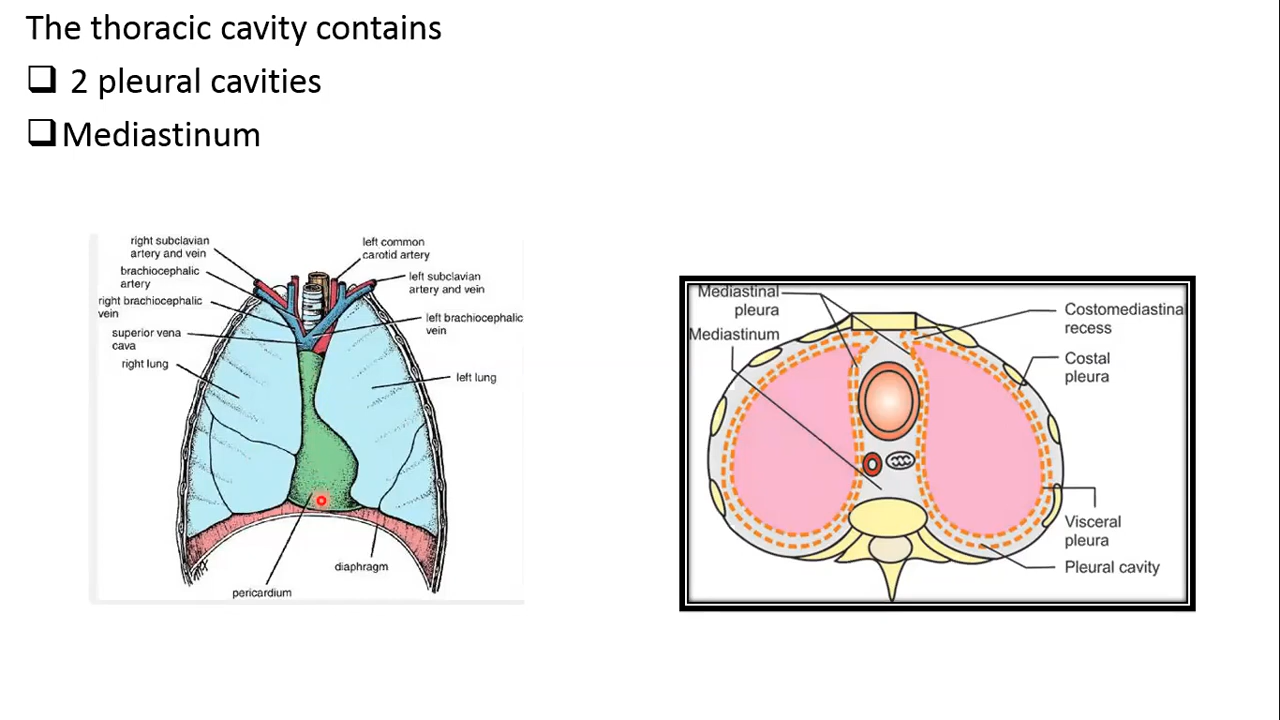 The thoracic cavity contains
2 pleural cavities
Mediastinum
right subclavian
artery and vein
brachiocephalic
artery
right brachiocephalic
vein
superior vena
cava
right lung
left common
carotid artery
left subclavian
artery and vein
left brachiocephalic
vein
left lung
diaphragm
pericardium
Mediastinal
pleura
Mediastinum
Costomediastina
recess
Costal
pleura
Visceral
pleura
Pleural cavity